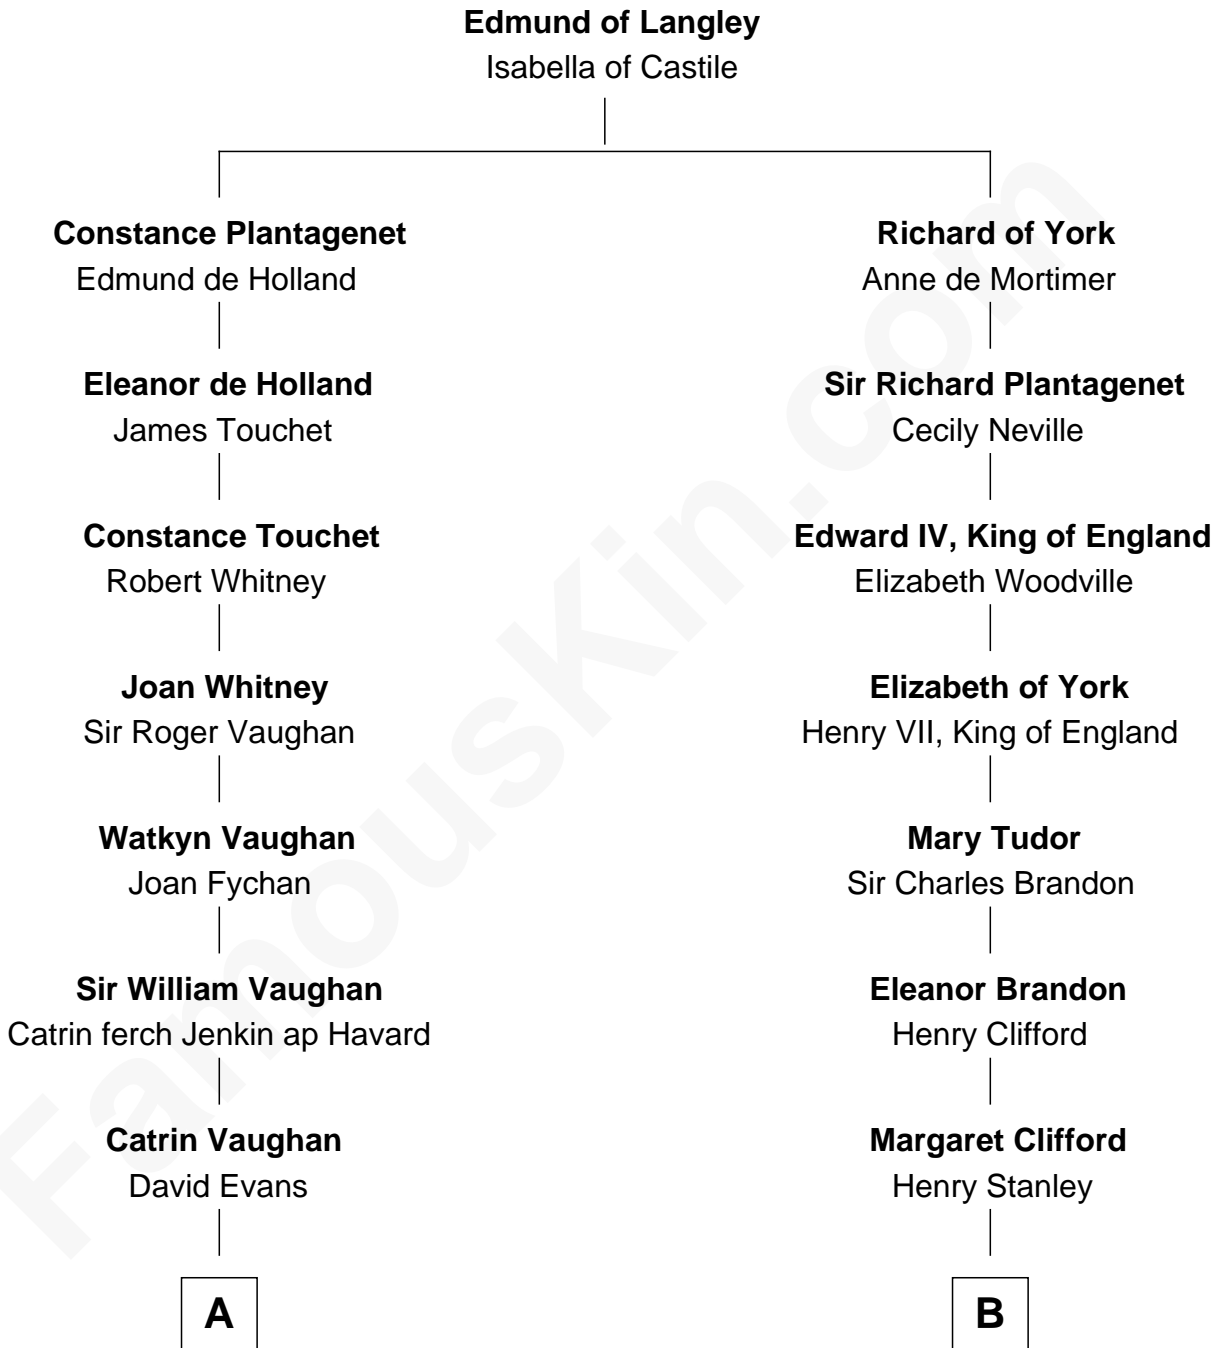 Edmund of Langley
Isabella of Castile
Constance Plantagenet
Edmund de Holland
Richard of York
Anne de Mortimer
Eleanor de Holland
James Touchet
Sir Richard Plantagenet
Cecily Neville
Constance Touchet
Robert Whitney
Edward IV, King of England
Elizabeth Woodville
Joan Whitney
Sir Roger Vaughan
Elizabeth of York
Henry VII, King of England
Watkyn Vaughan
Joan Fychan
Mary Tudor
Sir Charles Brandon
Sir William Vaughan
Catrin ferch Jenkin ap Havard
Eleanor Brandon
Henry Clifford
Catrin Vaughan
David Evans
Margaret Clifford
Henry Stanley
A
B
FamousKin.com